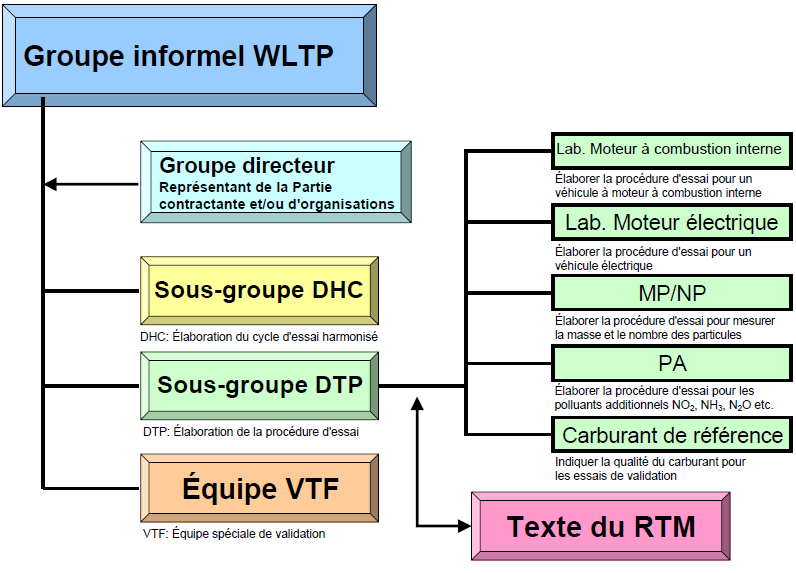 Groupe informel WLTP
Groupe directeur
Représentant de la Partie
contractante et/ou d'organisations
Sous-groupe DHC
DHC: Élaboration du cycle d'essai harmonisé
Sous-groupe DTP
DTP: Élaboration de la procédure d'essai
Équipe VTF
VTF: Équipe spéciale de validation
Lab. Moteur à combustion interne
Élaborer la procédure d'essai pour un
véhicule à moteur à combustion interne
Lab. Moteur électrique
Élaborer la procédure d'essai pour un
véhicule électrique
MP/NP
Élaborer la procédure d'essai pour mesurer
la masse et le nombre des particules
PA
Élaborer la procédure d'essai pour les
polluants additionnels NO₂, NH₃, N₂O etc.
Carburant de référence
Indiquer la qualité du carburant pour
les essais de validation
Texte du RTM